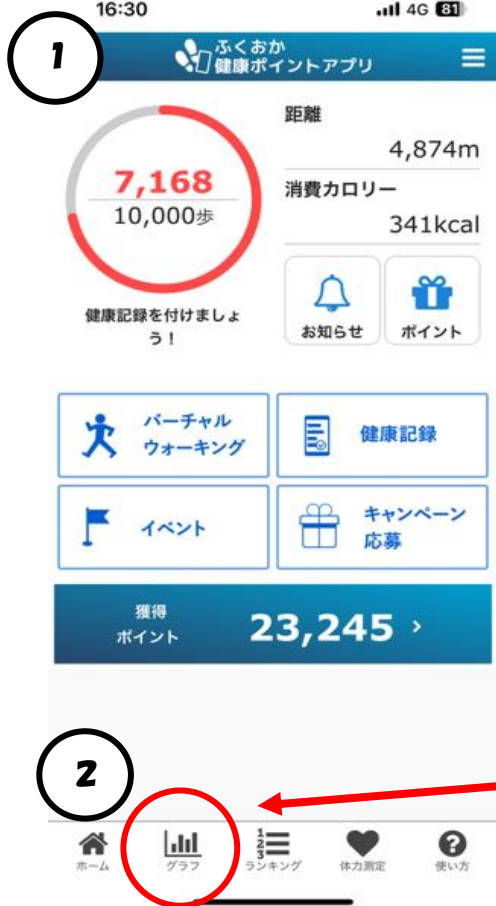 16:30
4G 81
1
ふくおか
健康ポイントアプリ
距離
4,874m
7,168
10,000歩
消費カロリー
341kcal
健康記録を付けましょ
う！
お知らせ
ポイント
バーチャル
ウォーキング
健康記録
イベント
キャンペーン
応募
獲得
ポイント
23,245 ›
2
1
2
3
ホーム
グラフ
ランキング
体力測定
?
使い方